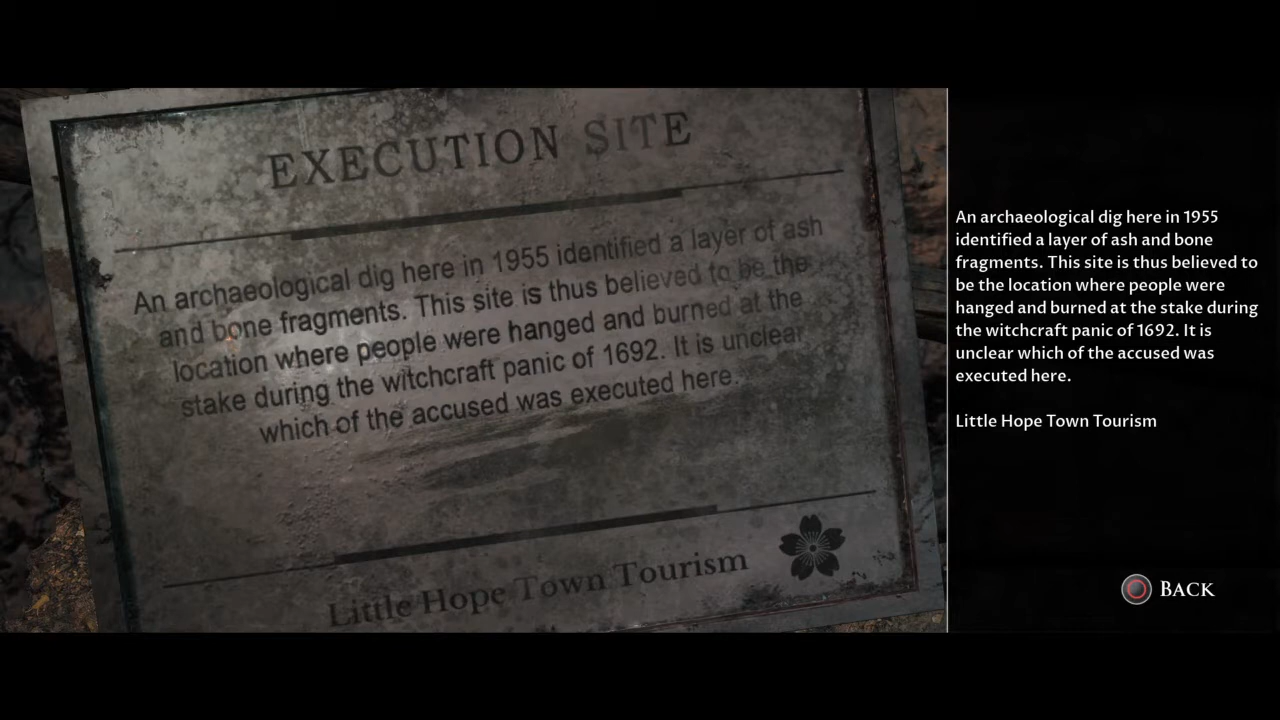 EXECUTION SITE
An archaeological dig here in 1955 identified a layer of ash
and bone fragments. This site is thus believed to be the
location where people were hanged and burned at the
stake during the witchcraft panic of 1692. It is unclear
which of the accused was executed here.
Little Hope Town Tourism
An archaeological dig here in 1955
identified a layer of ash and bone
fragments. This site is thus believed to
be the location where people were
hanged and burned at the stake during
the witchcraft panic of 1692. It is
unclear which of the accused was
executed here.
Little Hope Town Tourism
BACK